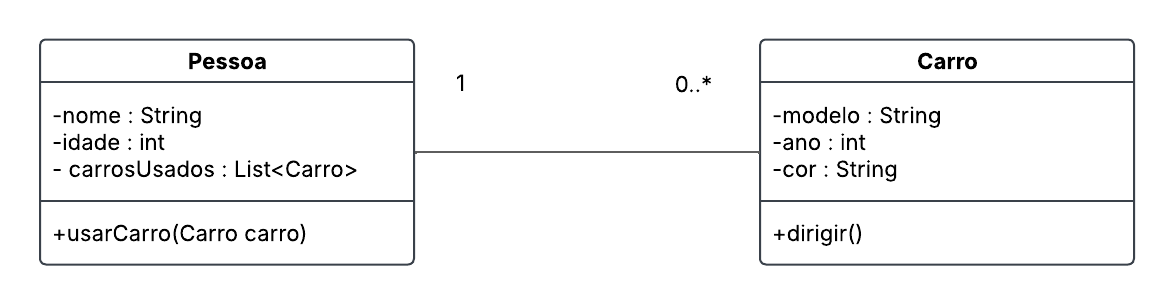 Pessoa
-nome : String
-idade : int
- carrosUsados : List<Carro>
+usarCarro(Carro carro)
1
0..*
Carro
-modelo : String
-ano : int
-cor : String
+dirigir()